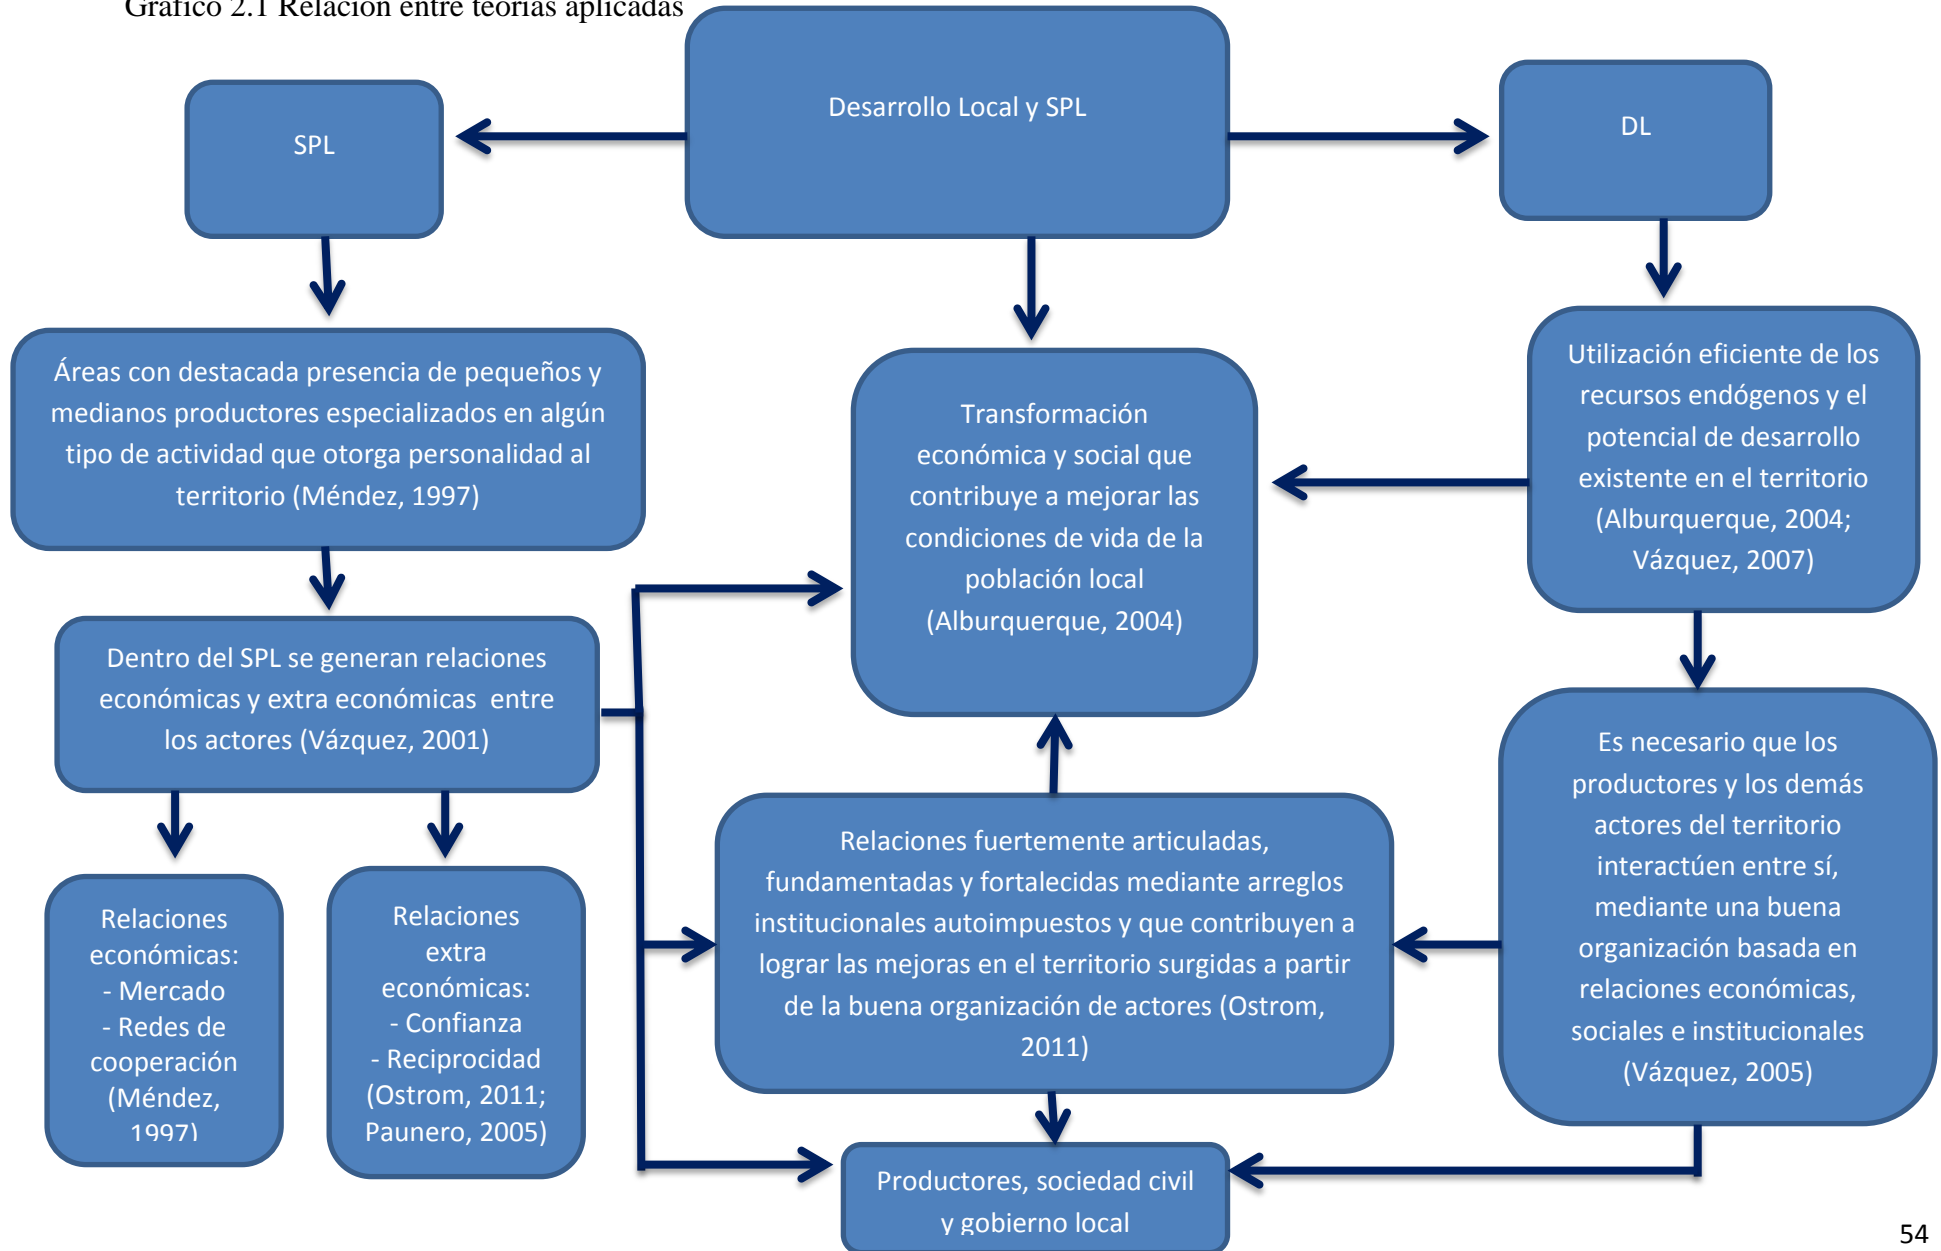 Gráfico 2.1 Relación entre teorías aplicadas
Desarrollo Local y SPL
SPL
DL
Áreas con destacada presencia de pequeños y
medianos productores especializados en algún
tipo de actividad que otorga personalidad al
territorio (Méndez, 1997)
Transformación
económica y social que
contribuye a mejorar las
condiciones de vida de la
población local
(Alburquerque, 2004)
Utilización eficiente de los
recursos endógenos y el
potencial de desarrollo
existente en el territorio
(Alburquerque, 2004;
Vázquez, 2007)
Dentro del SPL se generan relaciones
económicas y extra económicas  entre
los actores (Vázquez, 2001)
Es necesario que los
productores y los demás
actores del territorio
interactúen entre sí,
mediante una buena
organización basada en
relaciones económicas,
sociales e institucionales
(Vázquez, 2005)
Relaciones fuertemente articuladas,
fundamentadas y fortalecidas mediante arreglos
institucionales autoimpuestos y que contribuyen a
lograr las mejoras en el territorio surgidas a partir
de la buena organización de actores (Ostrom,
2011)
Relaciones
económicas:
- Mercado
- Redes de
cooperación
(Méndez,
1997)
Relaciones
extra
económicas:
- Confianza
- Reciprocidad
(Ostrom, 2011;
Paunero, 2005)
Productores, sociedad civil
y gobierno local
54